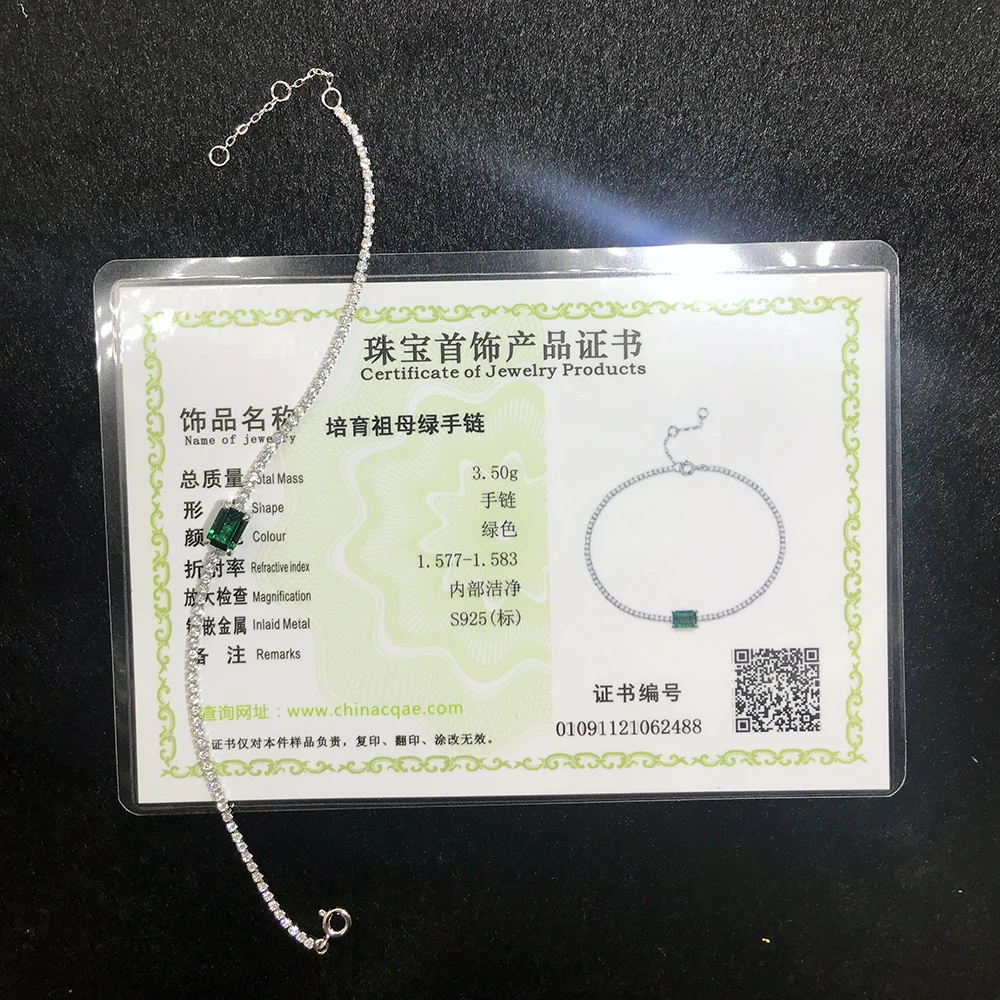 珠宝首饰产品证书
Certificate of Jewelry Products
饰品名称 培育祖母绿手链
Name of jewelry
总质量 Total Mass 3.50g
形 Shape 手链
颜 Colour 绿色
折射率 Refractive index 1.577-1.583
放大检查 Magnification 内部洁净
镶嵌金属 Inlaid Metal S925(标)
备 注 Remarks
证书编号
查询网址：www.chinacqae.com
01091121062488
证书仅对本件样品负责，复印、翻印、涂改无效。